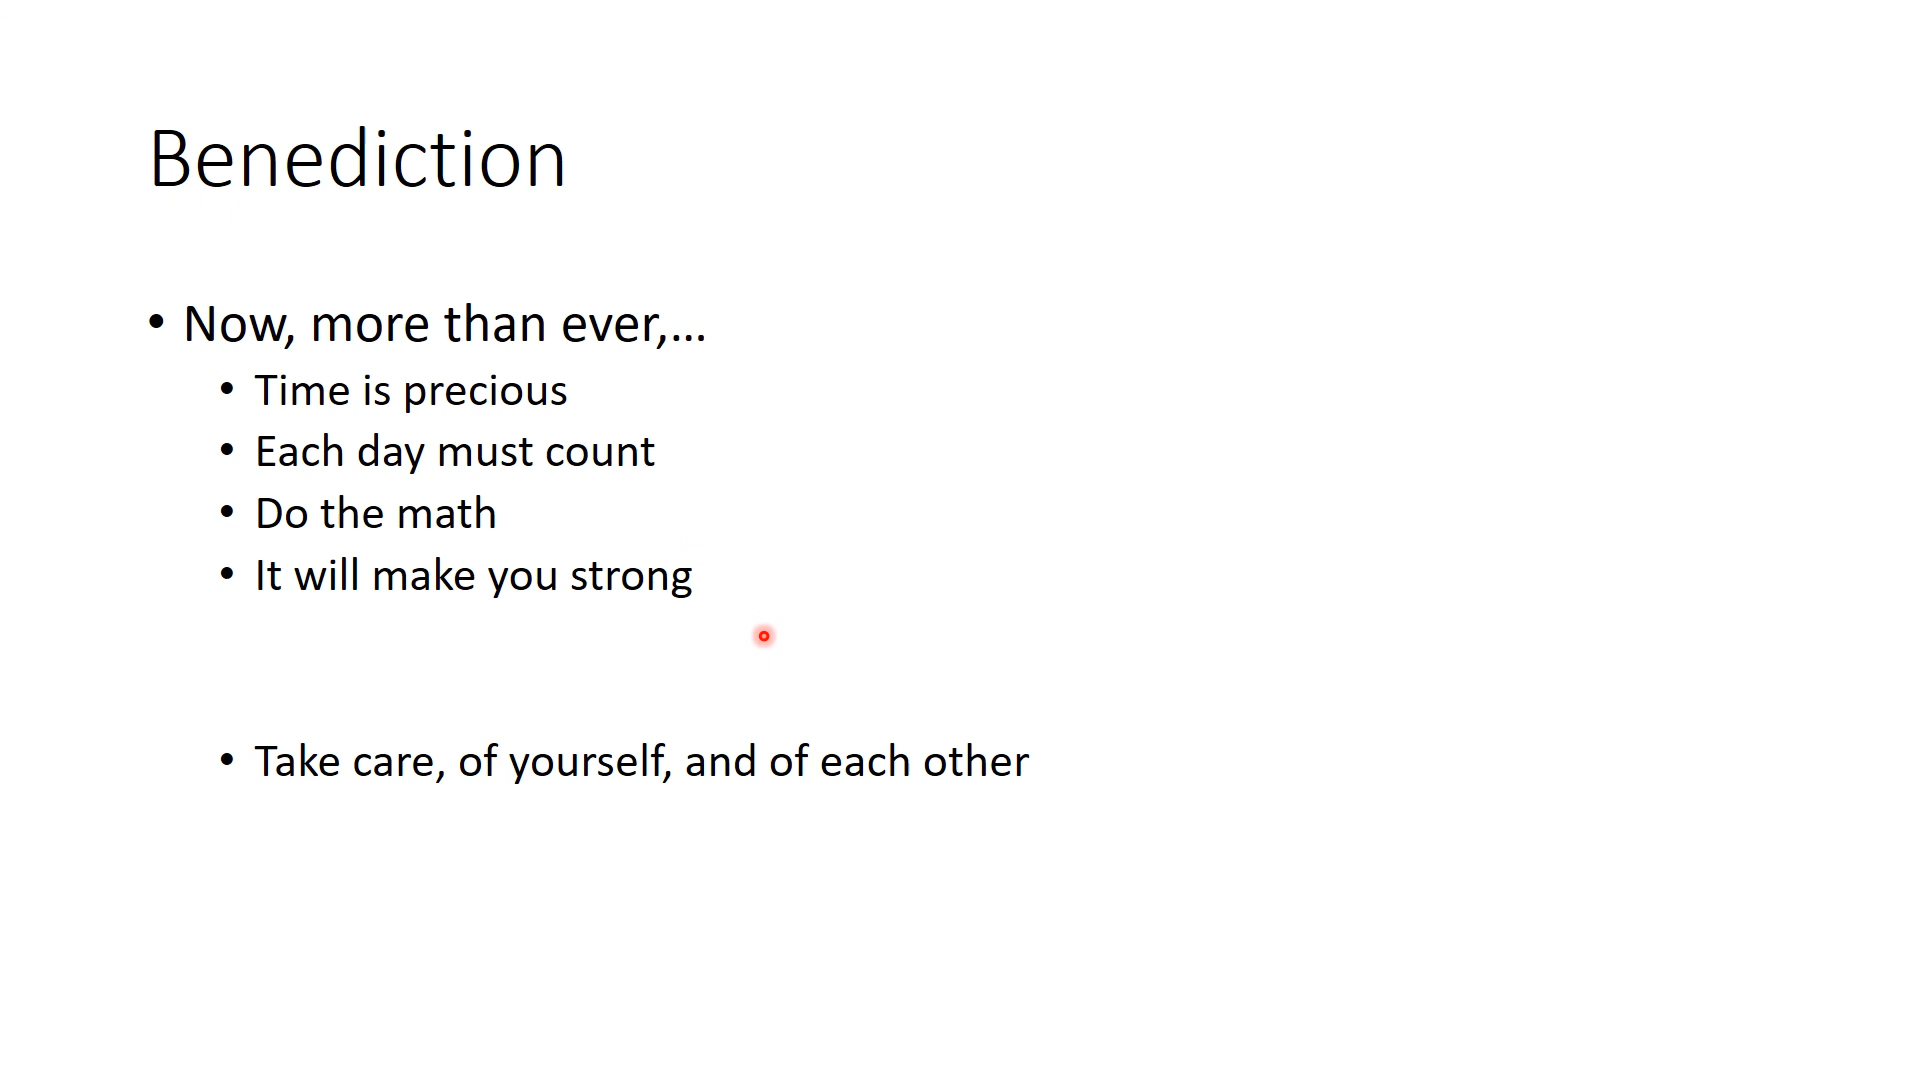 Benediction
• Now, more than ever,...
• Time is precious
• Each day must count
• Do the math
• It will make you strong
• Take care, of yourself, and of each other